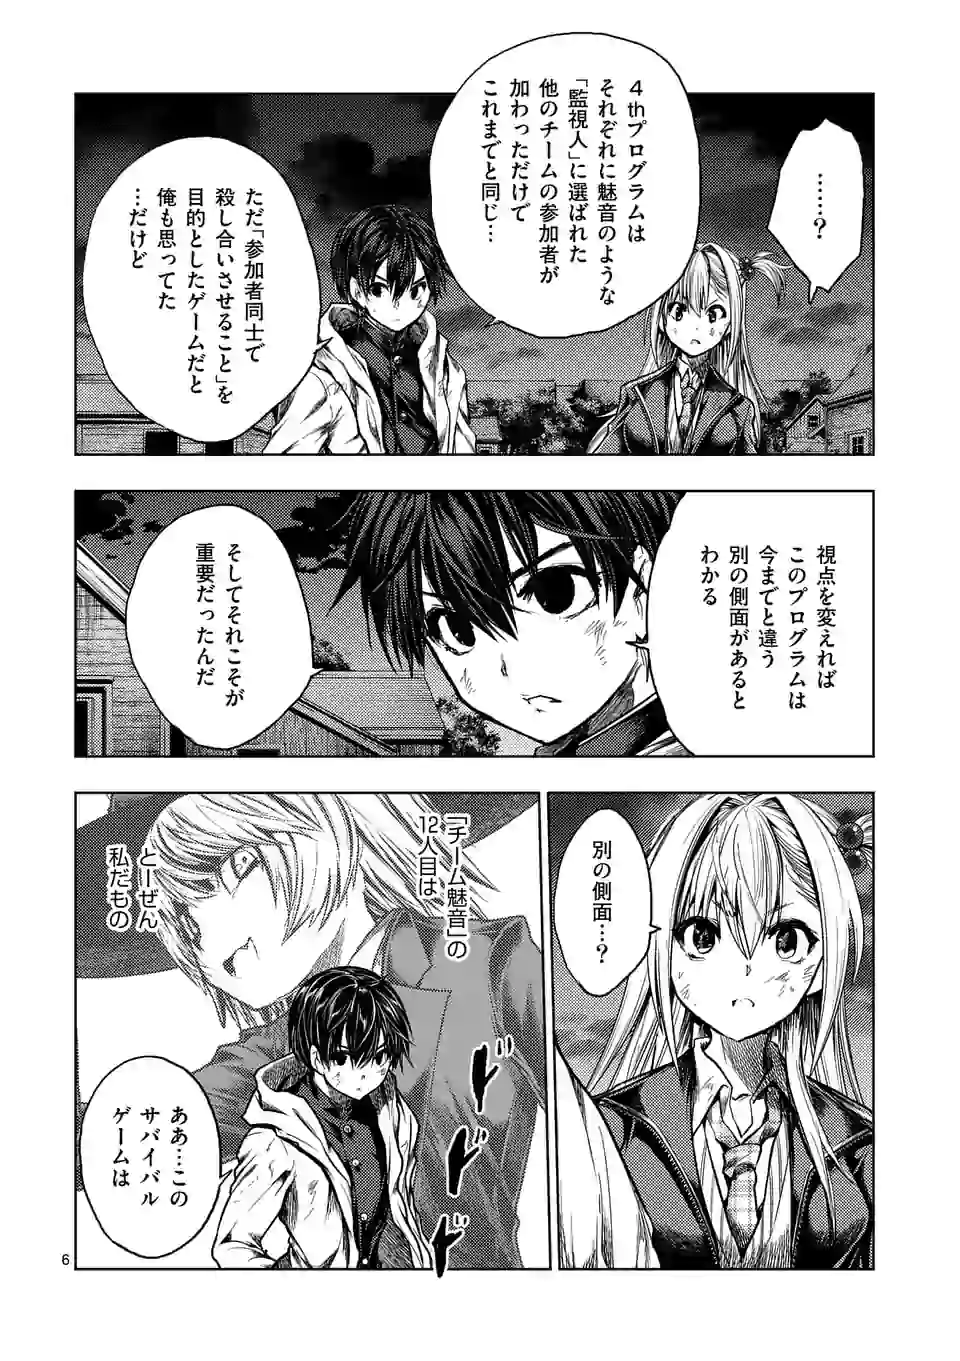 ……？
4thプログラムは
それぞれに魅音のような
「監視人」に選ばれた
他のチームの参加者が
加わっただけで
これまでと同じ…
ただ「参加者同士で
殺し合いさせること」を
目的としたゲームだと
俺も思ってた
…だけど
視点を変えれば
このプログラムは
今までと違う
別の側面があると
わかる
そしてそれこそが
重要だったんだ
別の側面…？
「チーム魅音」の
12人目は
とーぜん
私だもの
ドドド
ああ…この
サバイバル
ゲームは
6